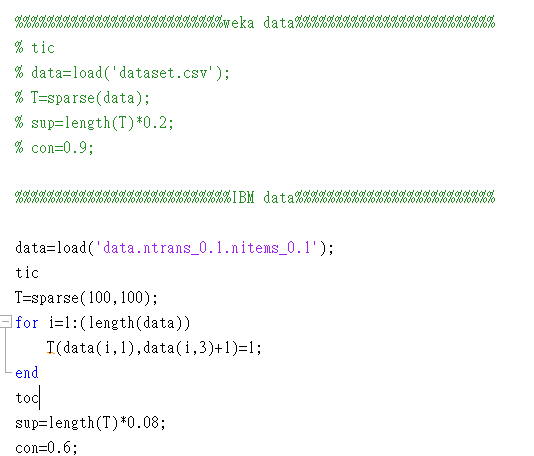 %%%%%%%%%%%%%%%%%%%%%%%%%%weka data%%%%%%%%%%%%%%%%%%%%%%%%%
% tic
% data=load('dataset.csv');
% T=sparse(data);
% sup=length(T)*0.2;
% con=0.9;
%%%%%%%%%%%%%%%%%%%%%%%%%%%IBM data%%%%%%%%%%%%%%%%%%%%%%%%%
data=load('data.ntrans_0.1.nitems_0.1');
tic
T=sparse(100,100);
for i=1:(length(data))
    T(data(i,1),data(i,3)+1)=1;
end
toc
sup=length(T)*0.08;
con=0.6;